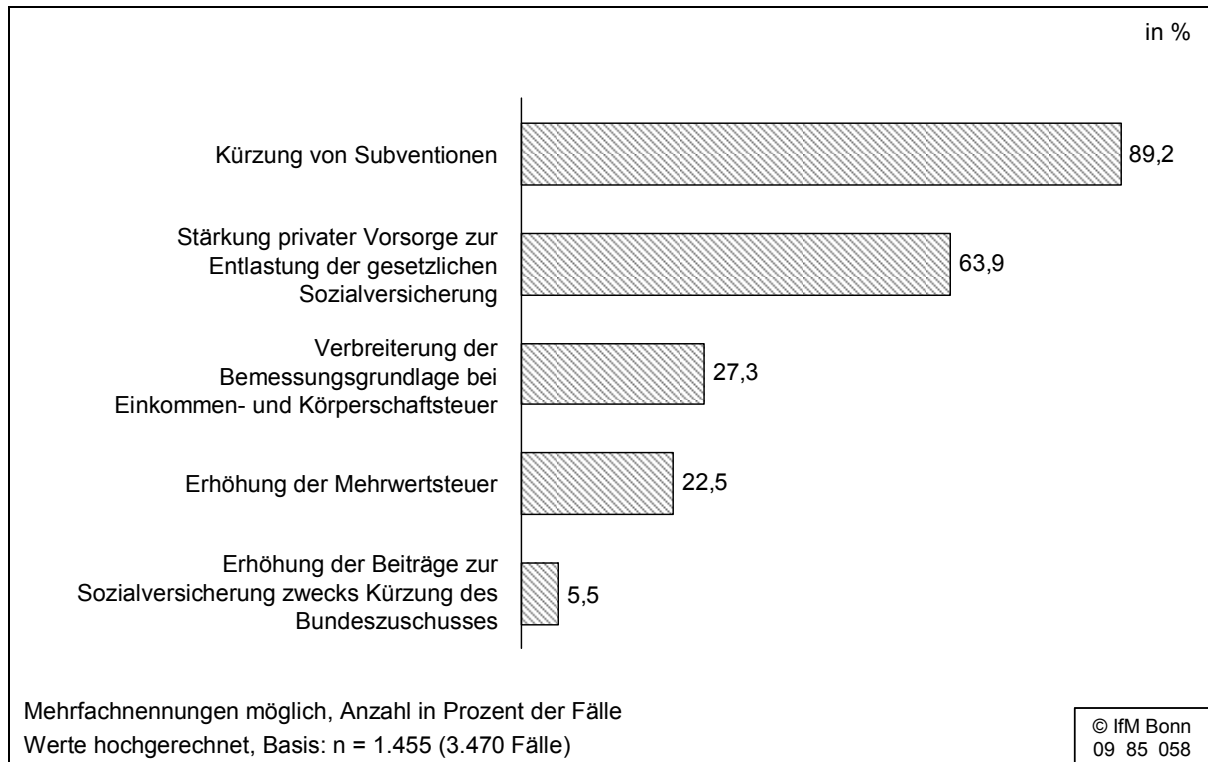 in %
Kürzung von Subventionen
89,2
Stärkung privater Vorsorge zur
Entlastung der gesetzlichen
Sozialversicherung
63,9
Verbreiterung der
Bemessungsgrundlage bei
Einkommen- und Körperschaftsteuer
27,3
Erhöhung der Mehrwertsteuer
22,5
Erhöhung der Beiträge zur
Sozialversicherung zwecks Kürzung des
Bundeszuschusses
5,5
Mehrfachnennungen möglich, Anzahl in Prozent der Fälle
Werte hochgerechnet, Basis: n = 1.455 (3.470 Fälle)
© IfM Bonn
09 85 058